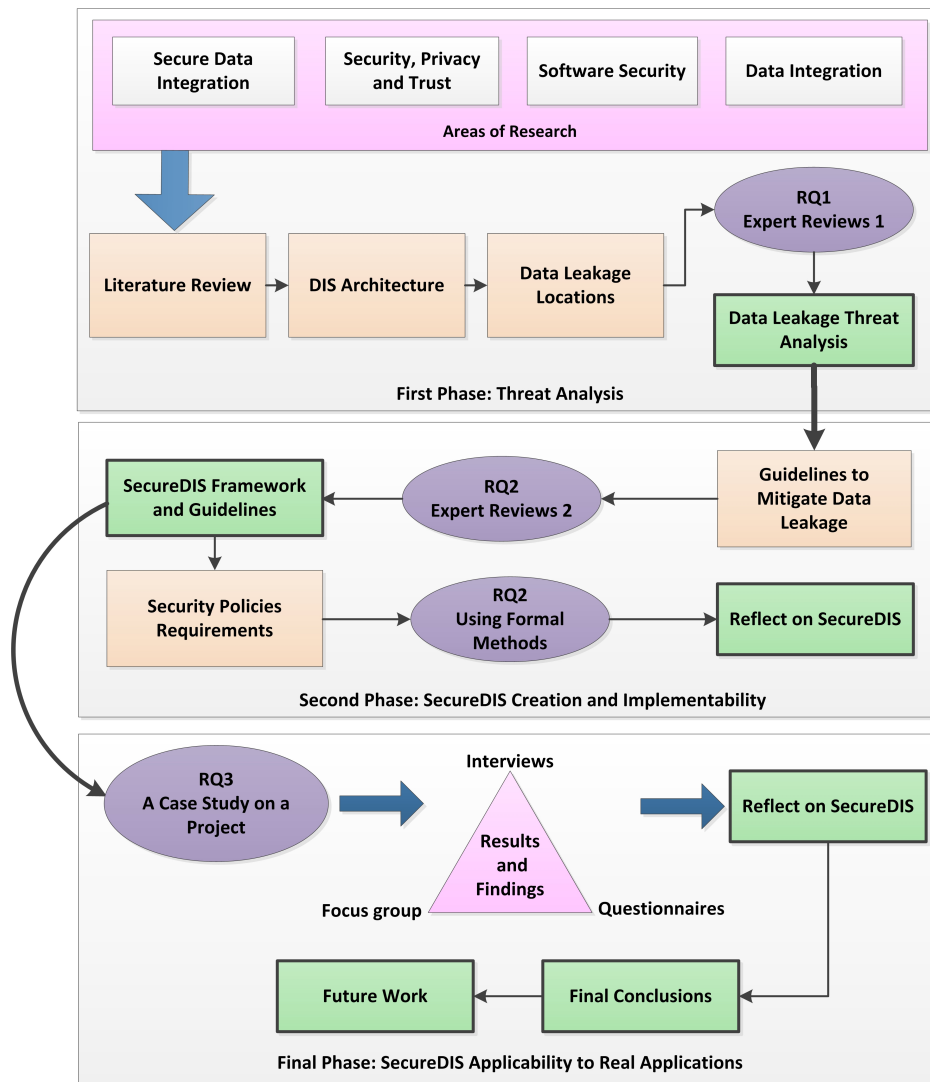 Secure Data
Integration
Security, Privacy
and Trust
Software Security
Data Integration
Areas of Research
RQ1
Expert Reviews 1
Literature Review
DIS Architecture
Data Leakage
Locations
Data Leakage Threat
Analysis
First Phase: Threat Analysis
SecureDIS Framework
and Guidelines
RQ2
Expert Reviews 2
Guidelines to
Mitigate Data
Leakage
Security Policies
Requirements
RQ2
Using Formal
Methods
Reflect on SecureDIS
Second Phase: SecureDIS Creation and Implementability
RQ3
A Case Study on a
Project
Interviews
Results
and
Findings
Focus group
Questionnaires
Reflect on SecureDIS
Future Work
Final Conclusions
Final Phase: SecureDIS Applicability to Real Applications